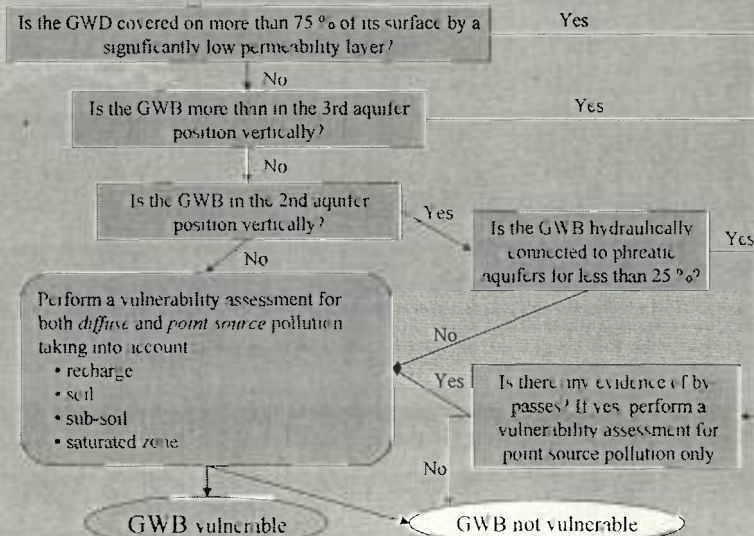 Is the GWD covered on more than 75 % of its surface by a
significantly low permeability layer?
Yes
No
Is the GWB more than in the 3rd aquifer
position vertically?
Yes
No
Is the GWB in the 2nd aquifer
position vertically?
Yes
No
Is the GWB hydraulically
connected to phreatic
aquifers for less than 25 %?
Yes
No
Perform a vulnerability assessment for
both diffuse and point source pollution
taking into account
• recharge
• soil
• sub-soil
• saturated zone
Yes
Is there any evidence of by-
passes? If yes, perform a
vulnerability assessment for
point source pollution only
No
GWB vulnerable
GWB not vulnerable